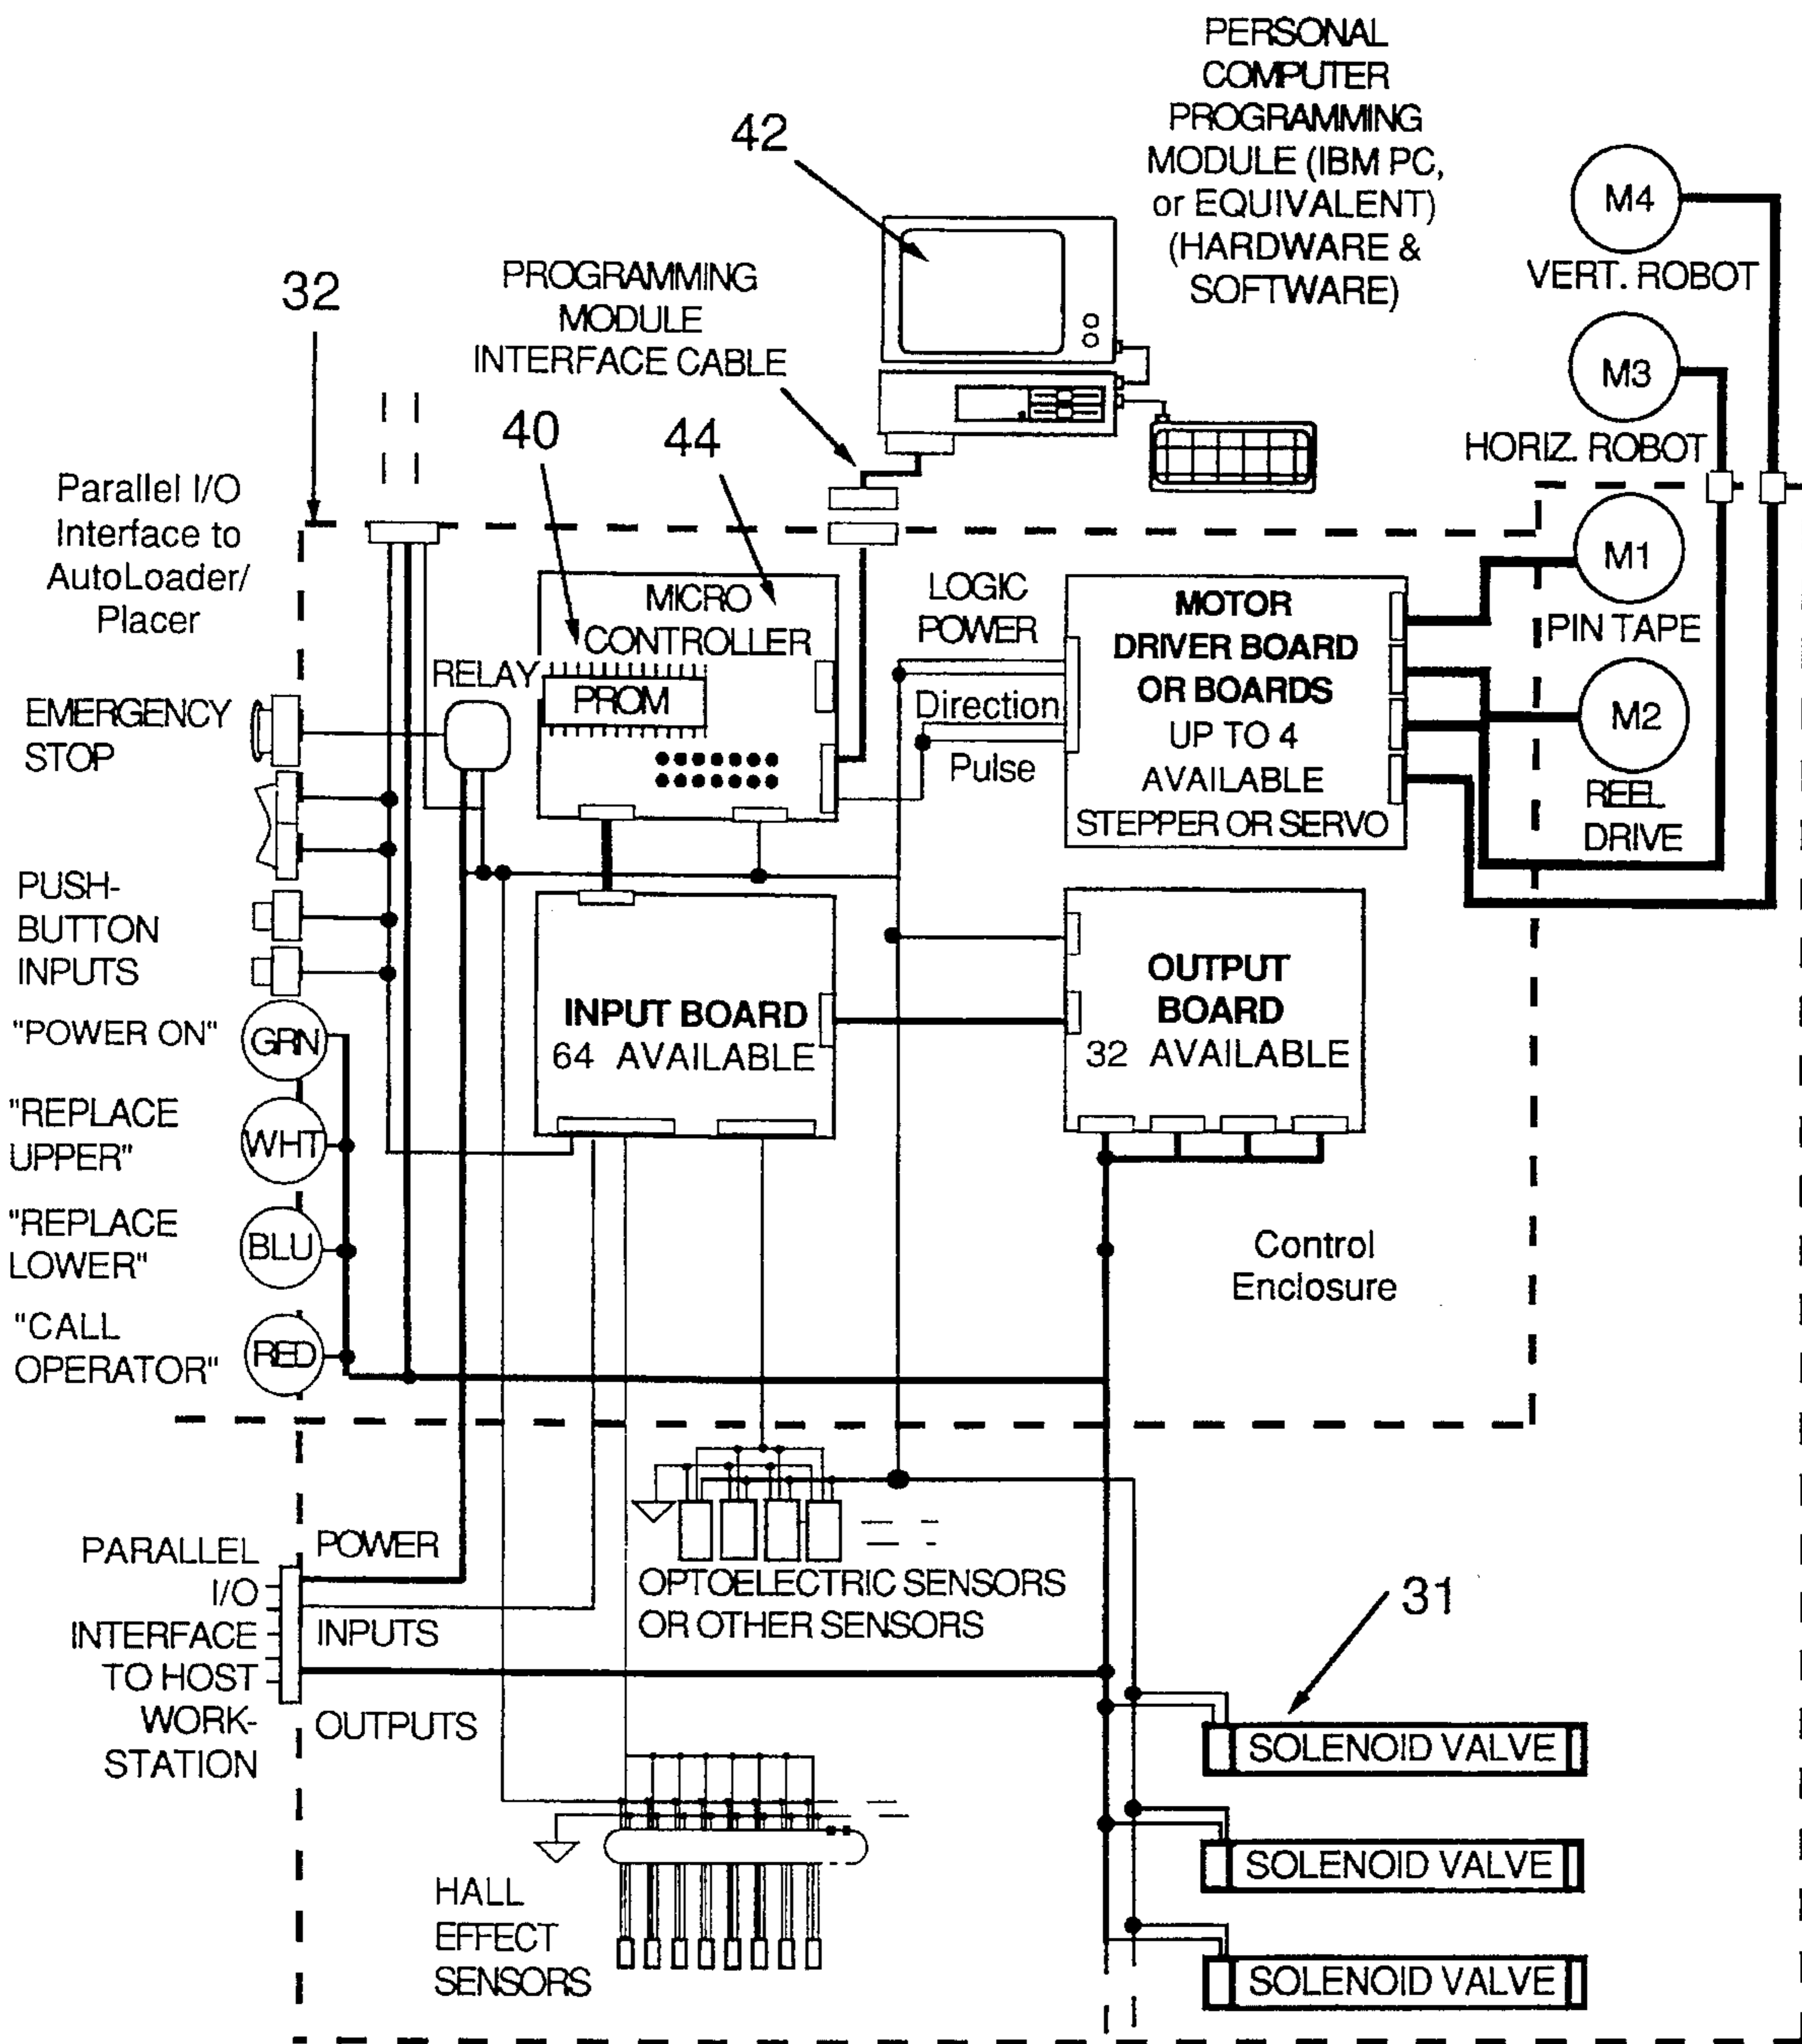 PERSONAL
COMPUTER
PROGRAMMING
MODULE (IBM PC,
or EQUIVALENT)
(HARDWARE &
SOFTWARE)
42
M4
VERT. ROBOT
32
PROGRAMMING
MODULE
INTERFACE CABLE
M3
HORIZ. ROBOT
40
44
Parallel I/O
Interface to
AutoLoader/
Placer
M1
PIN TAPE
MICRO
CONTROLLER
PROM
RELAY
LOGIC
POWER
Direction
Pulse
MOTOR
DRIVER BOARD
OR BOARDS
UP TO 4
AVAILABLE
STEPPER OR SERVO
M2
REEL
DRIVE
EMERGENCY
STOP
PUSH-
BUTTON
INPUTS
"POWER ON"
GRN
"REPLACE
UPPER"
WHT
"REPLACE
LOWER"
BLU
"CALL
OPERATOR"
RED
INPUT BOARD
64 AVAILABLE
OUTPUT
BOARD
32 AVAILABLE
Control
Enclosure
PARALLEL
I/O
INTERFACE
TO HOST
WORK-
STATION
POWER
INPUTS
OUTPUTS
OPTOELECTRIC SENSORS
OR OTHER SENSORS
31
SOLENOID VALVE
SOLENOID VALVE
SOLENOID VALVE
HALL
EFFECT
SENSORS